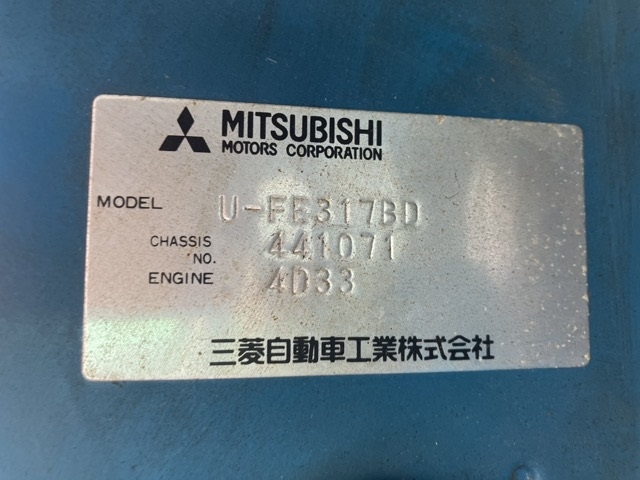 MITSUBISHI
MOTORS CORPORATION
MODEL U-FE317BD
CHASSIS NO. 441071
ENGINE 4D33
三菱自動車工業株式会社